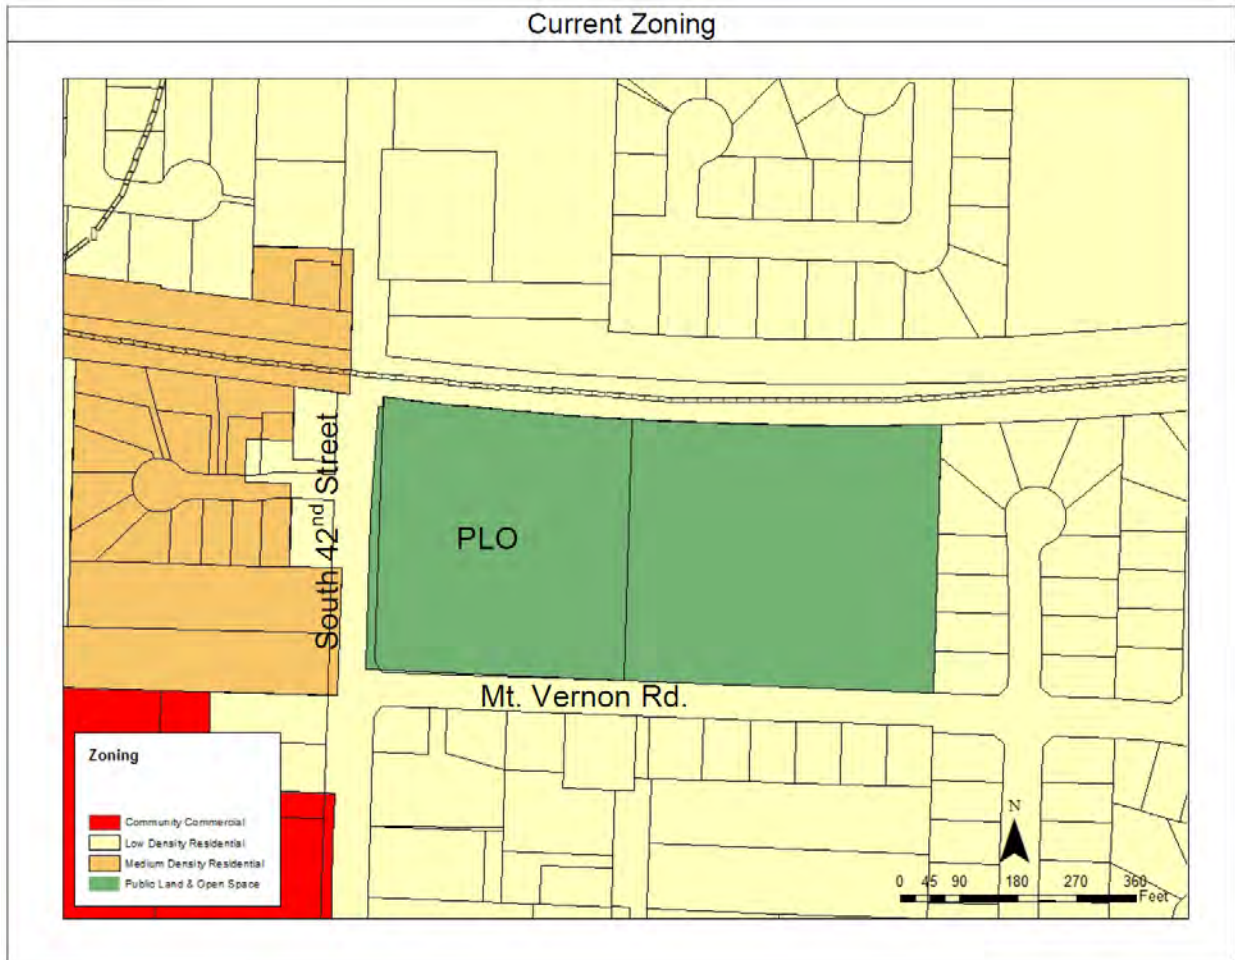 Current Zoning
South 42nd Street
PLO
Mt. Vernon Rd.
Zoning
Community Commercial
Low Density Residential
Medium Density Residential
Public Land & Open Space
N
0 45 90 180 270 360
Feet